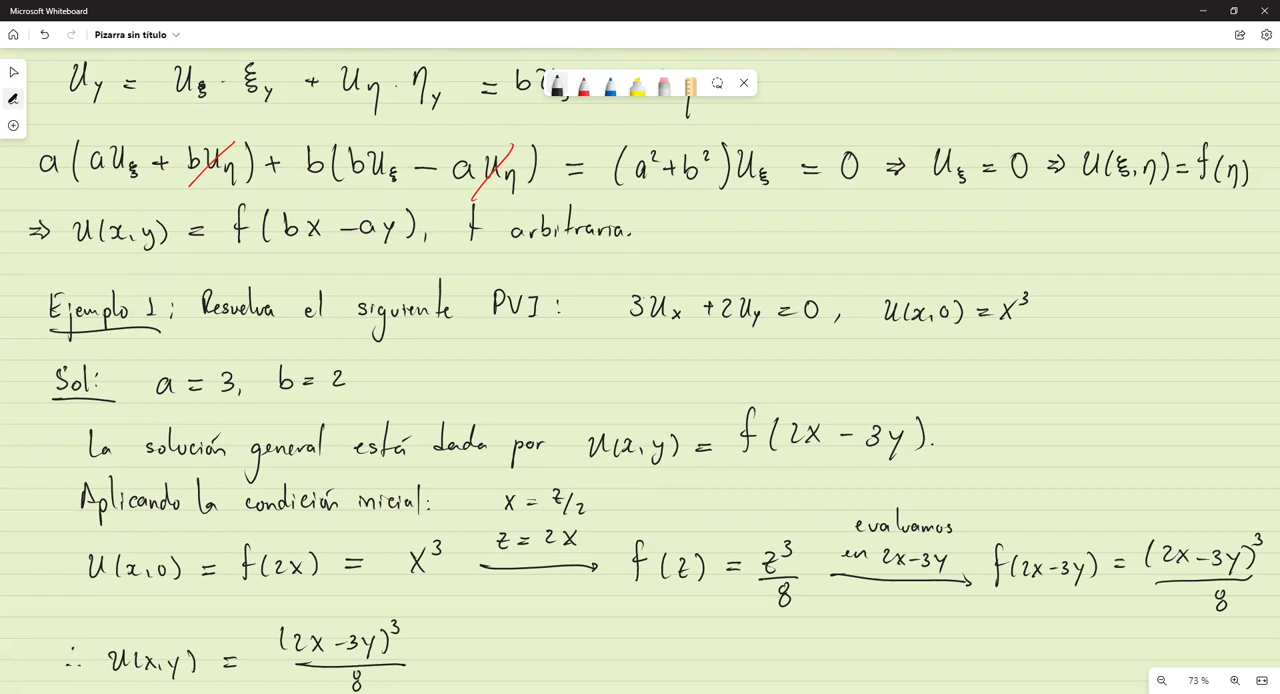 Microsoft Whiteboard
Pizarra sin título
U_y = U_ξ · ξ_y + U_η · η_y = b
a(aU_ξ + bU_η) + b(bU_ξ − aU_η) = (a²+b²)U_ξ = 0 ⇒ U_ξ = 0 ⇒ U(ξ,η) = f(η)
⇒ U(x,y) = f(bx − ay), f arbitraria.
Ejemplo 1: Resuelva el siguiente PVI: 3U_x + 2U_y = 0, U(x,0) = x³
Sol: a = 3, b = 2
La solución general está dada por U(x,y) = f(2x − 3y).
Aplicando la condición inicial: x = z/2
U(x,0) = f(2x) = x³ z = 2x → f(z) = z³/8 evaluamos en 2x−3y → f(2x−3y) = (2x−3y)³/8
∴ U(x,y) = (2x−3y)³/8
73 %